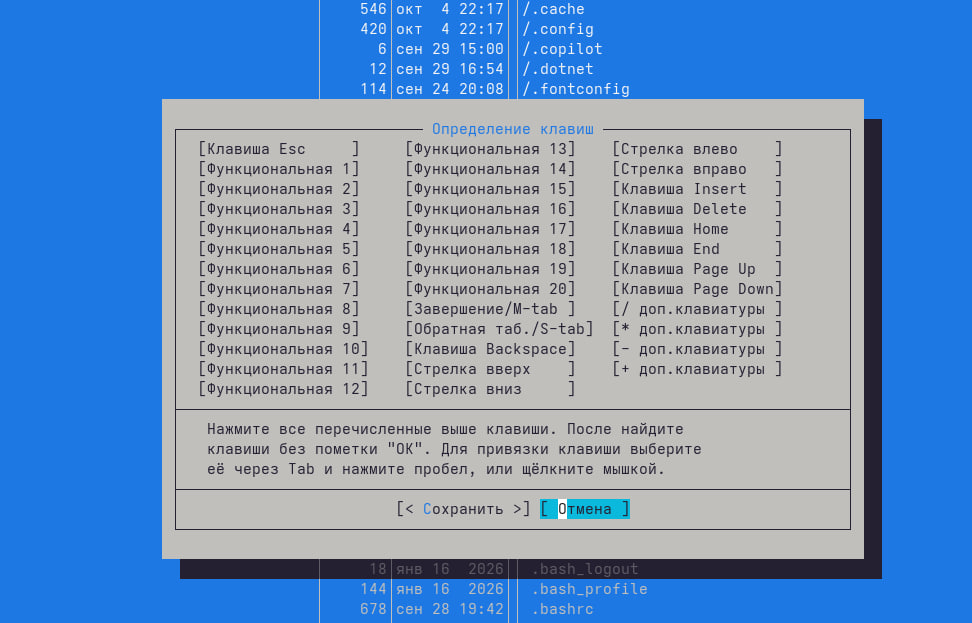 546 окт  4 22:17 /.cache
420 окт  4 22:17 /.config
6 сен 29 15:00 /.copilot
12 сен 29 16:54 /.dotnet
114 сен 24 20:08 /.fontconfig
Определение клавиш
[Клавиша Esc     ] [Функциональная 13] [Стрелка влево    ]
[Функциональная 1] [Функциональная 14] [Стрелка вправо   ]
[Функциональная 2] [Функциональная 15] [Клавиша Insert   ]
[Функциональная 3] [Функциональная 16] [Клавиша Delete   ]
[Функциональная 4] [Функциональная 17] [Клавиша Home     ]
[Функциональная 5] [Функциональная 18] [Клавиша End      ]
[Функциональная 6] [Функциональная 19] [Клавиша Page Up  ]
[Функциональная 7] [Функциональная 20] [Клавиша Page Down]
[Функциональная 8] [Завершение/M-tab ] [/ доп.клавиатуры ]
[Функциональная 9] [Обратная таб./S-tab] [* доп.клавиатуры ]
[Функциональная 10] [Клавиша Backspace] [- доп.клавиатуры ]
[Функциональная 11] [Стрелка вверх    ] [+ доп.клавиатуры ]
[Функциональная 12] [Стрелка вниз     ]
Нажмите все перечисленные выше клавиши. После найдите
клавиши без пометки "ОК". Для привязки клавиши выберите
её через Tab и нажмите пробел, или щёлкните мышкой.
[< Сохранить >] [ Отмена ]
18 янв 16  2026 .bash_logout
144 янв 16  2026 .bash_profile
678 сен 28 19:42 .bashrc